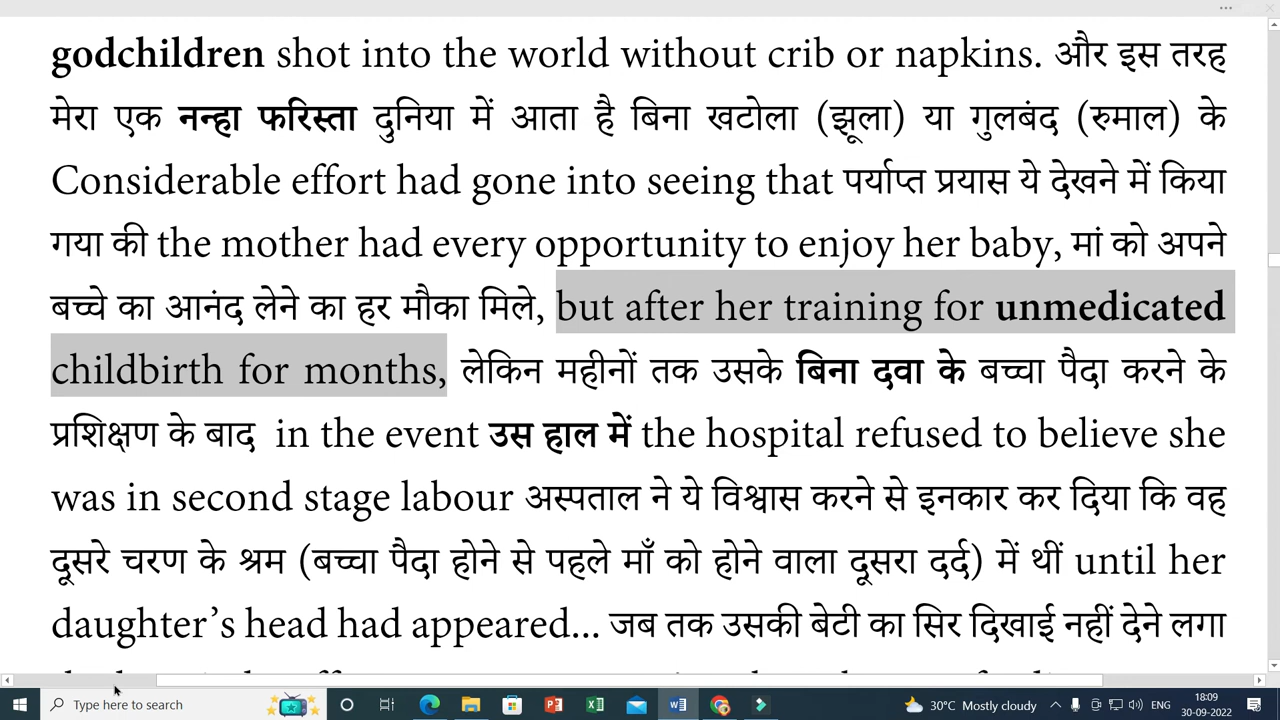 godchildren shot into the world without crib or napkins. और इस तरह
मेरा एक नन्हा फरिस्ता दुनिया में आता है बिना खटोला (झूला) या गुलबंद (रुमाल) के
Considerable effort had gone into seeing that पर्याप्त प्रयास ये देखने में किया
गया की the mother had every opportunity to enjoy her baby, मां को अपने
बच्चे का आनंद लेने का हर मौका मिले, but after her training for unmedicated
childbirth for months, लेकिन महीनों तक उसके बिना दवा के बच्चा पैदा करने के
प्रशिक्षण के बाद in the event उस हाल में the hospital refused to believe she
was in second stage labour अस्पताल ने ये विश्वास करने से इनकार कर दिया कि वह
दूसरे चरण के श्रम (बच्चा पैदा होने से पहले माँ को होने वाला दूसरा दर्द) में थीं until her
daughter’s head had appeared... जब तक उसकी बेटी का सिर दिखाई नहीं देने लगा
Type here to search
30°C Mostly cloudy
ENG
18:09
30-09-2022